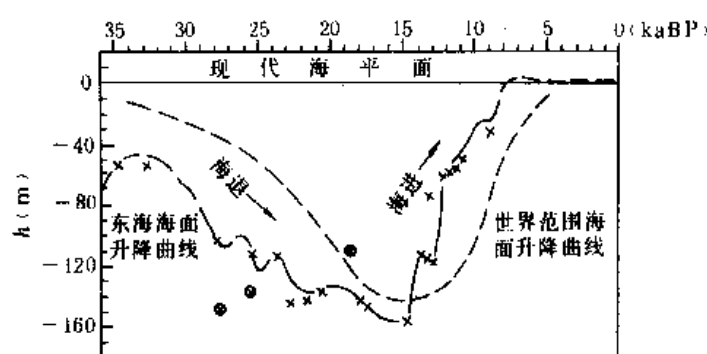 35 30 25 20 15 10 5 0(kaBP)
现代海平面
0
-40
海退
海进
-80
h(m)
东海海面
升降曲线
世界范围海
面升降曲线
-120
-160